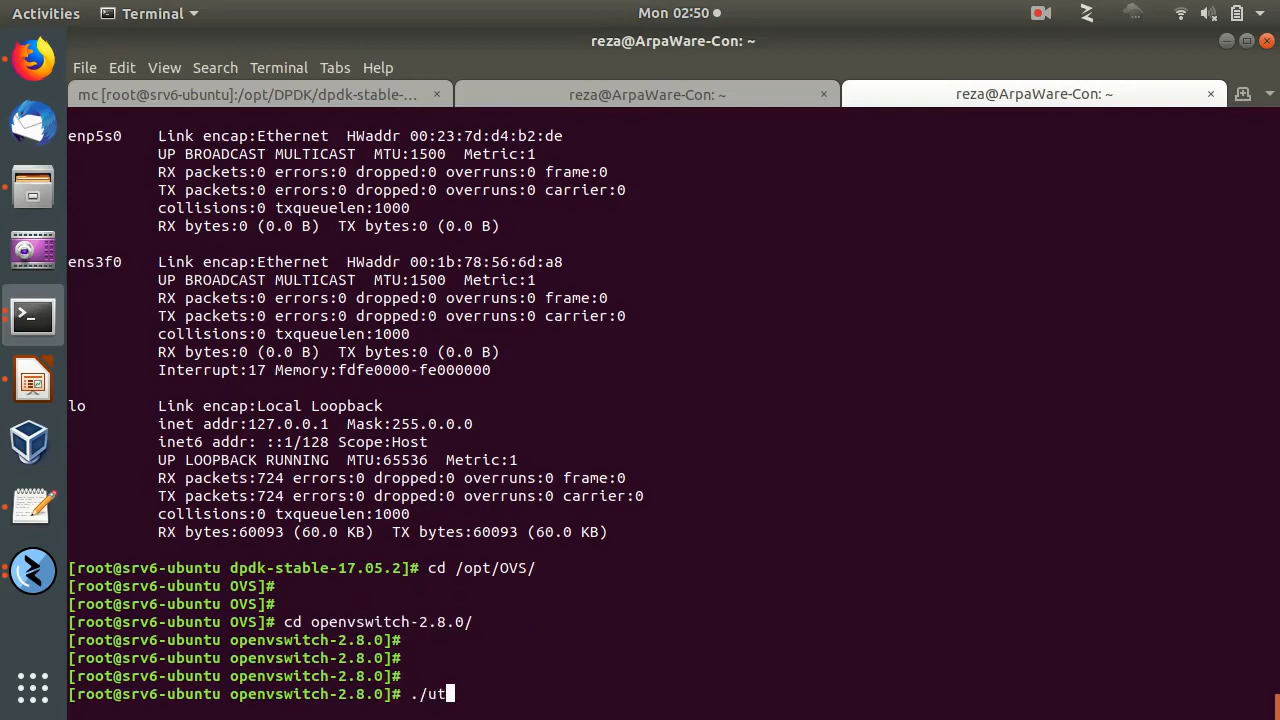 Activities Terminal Mon 02:50
reza@ArpaWare-Con: ~
File Edit View Search Terminal Tabs Help
mc [root@srv6-ubuntu]:/opt/DPDK/dpdk-stable-... × reza@ArpaWare-Con: ~ × reza@ArpaWare-Con: ~ ×
enp5s0 Link encap:Ethernet HWaddr 00:23:7d:d4:b2:de
UP BROADCAST MULTICAST MTU:1500 Metric:1
RX packets:0 errors:0 dropped:0 overruns:0 frame:0
TX packets:0 errors:0 dropped:0 overruns:0 carrier:0
collisions:0 txqueuelen:1000
RX bytes:0 (0.0 B) TX bytes:0 (0.0 B)
ens3f0 Link encap:Ethernet HWaddr 00:1b:78:56:6d:a8
UP BROADCAST MULTICAST MTU:1500 Metric:1
RX packets:0 errors:0 dropped:0 overruns:0 frame:0
TX packets:0 errors:0 dropped:0 overruns:0 carrier:0
collisions:0 txqueuelen:1000
RX bytes:0 (0.0 B) TX bytes:0 (0.0 B)
Interrupt:17 Memory:fdfe0000-fe000000
lo Link encap:Local Loopback
inet addr:127.0.0.1 Mask:255.0.0.0
inet6 addr: ::1/128 Scope:Host
UP LOOPBACK RUNNING MTU:65536 Metric:1
RX packets:724 errors:0 dropped:0 overruns:0 frame:0
TX packets:724 errors:0 dropped:0 overruns:0 carrier:0
collisions:0 txqueuelen:1000
RX bytes:60093 (60.0 KB) TX bytes:60093 (60.0 KB)
[root@srv6-ubuntu dpdk-stable-17.05.2]# cd /opt/OVS/
[root@srv6-ubuntu OVS]#
[root@srv6-ubuntu OVS]#
[root@srv6-ubuntu OVS]# cd openvswitch-2.8.0/
[root@srv6-ubuntu openvswitch-2.8.0]#
[root@srv6-ubuntu openvswitch-2.8.0]#
[root@srv6-ubuntu openvswitch-2.8.0]#
[root@srv6-ubuntu openvswitch-2.8.0]# ./ut